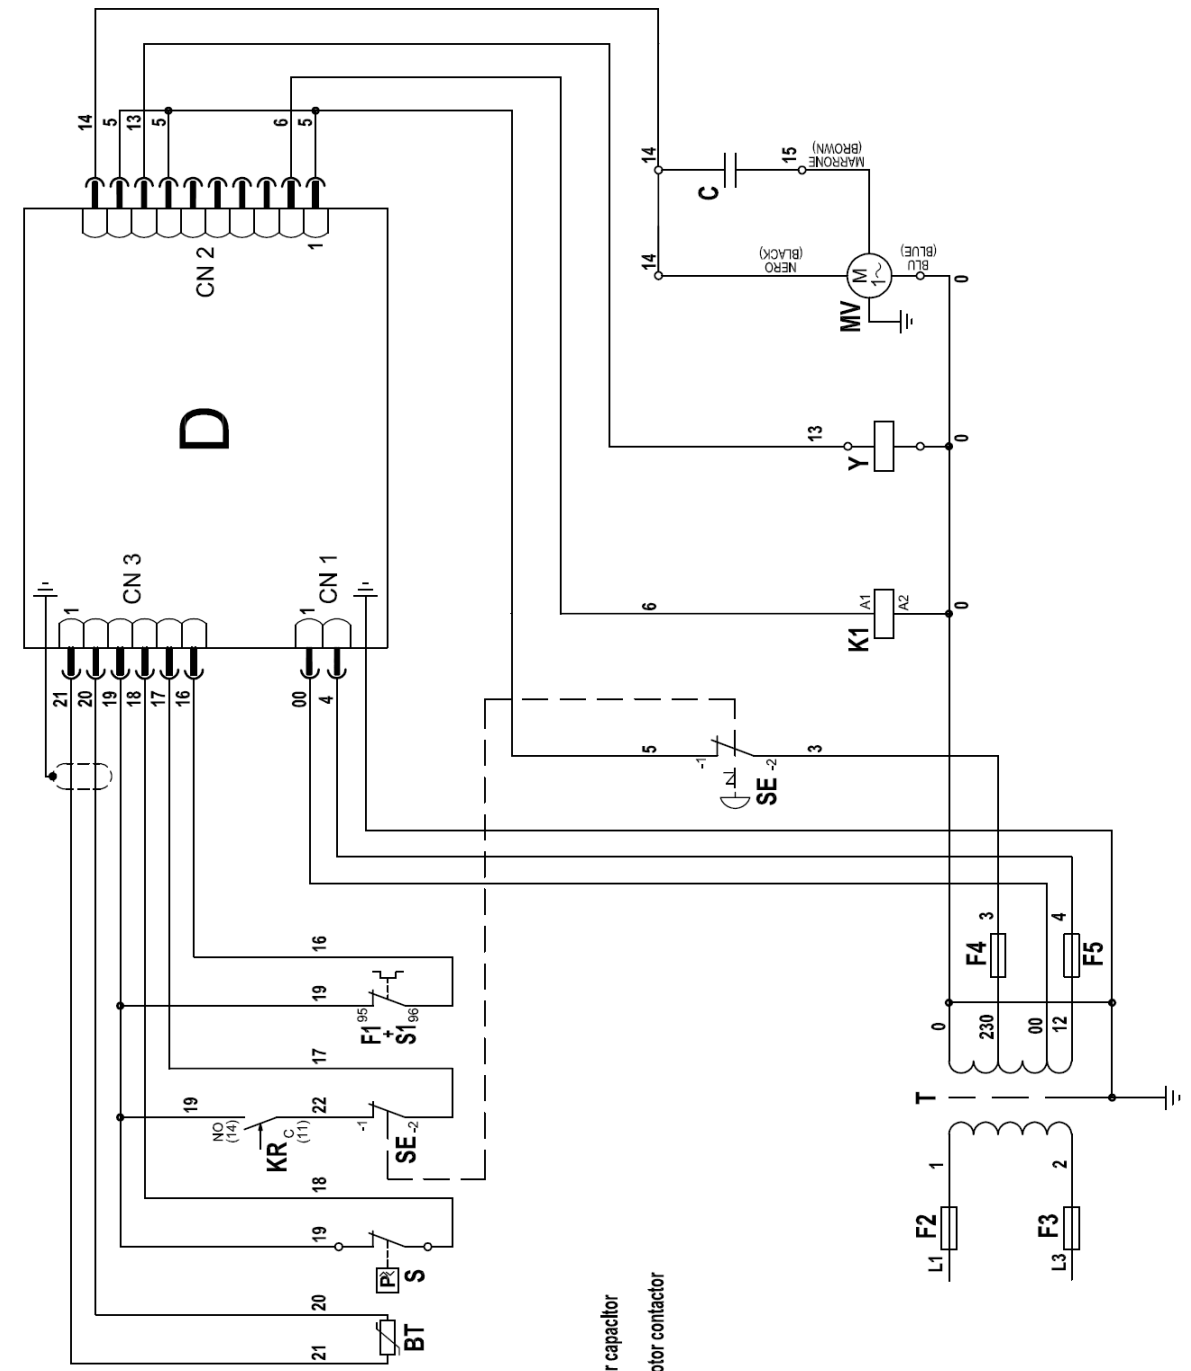 14
5
13
5
6
5
CN 2
1
D
CN 3
1
CN 1
1
21
20
19
18
17
16
00
4
14
C
15
MARRONE
(BROWN)
14
NERO
(BLACK)
M
1~
MV
BLU
(BLUE)
0
13
Y
0
6
A1
A2
K1
0
5
-1
-2
SE
3
16
19
95
96
F1
+
S1
17
19
NO
(14)
KR
C
(11)
22
-1
-2
SE
18
19
P
S
20
21
BT
3
F4
4
F5
0
230
00
12
T
1
2
F2
L1
F3
L3
r capacitor
otor contactor